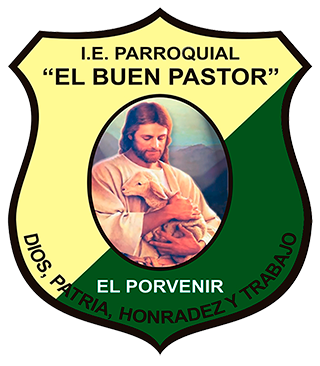 I.E. PARROQUIAL
“EL BUEN PASTOR”
EL PORVENIR
DIOS, PATRIA, HONRADEZ Y TRABAJO